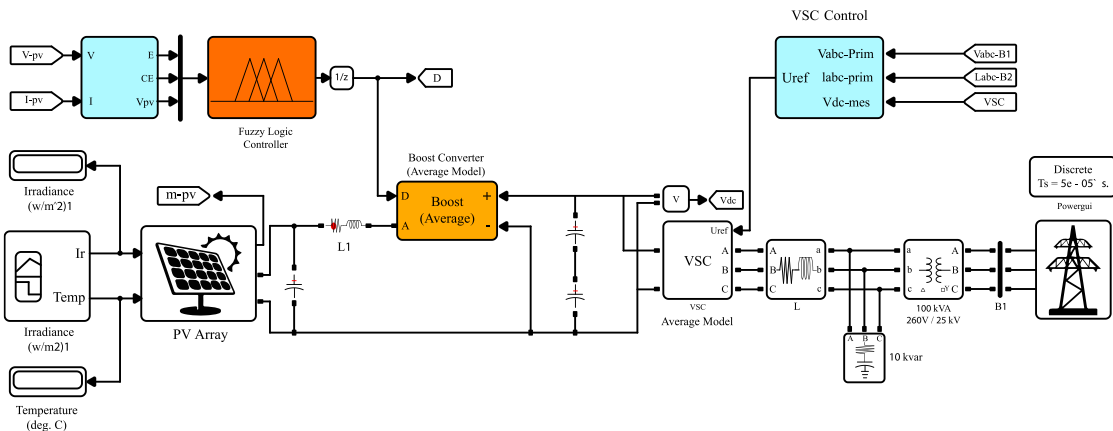 VSC Control
V-pv
V
E
I-pv
I
CE
Vpv
Fuzzy Logic
Controller
1/z
D
Vabc-Prim
Uref
Iabc-prim
Vdc-mes
Vabc-B1
Labc-B2
VSC
Irradiance
(w/mˆ2)1
m-pv
Boost Converter
(Average Model)
D
A
Boost
(Average)
+
-
V
Vdc
Discrete
Ts = 5e - 05` s.
Powergui
Ir
Temp
Irradiance
(w/m2)1
PV Array
L1
Uref
VSC
A
B
C
VSC
Average Model
A
B
C
a
b
c
L
a
b
c
A
B
C
100 kVA
260V / 25 kV
B1
A B C
10 kvar
Temperature
(deg. C)